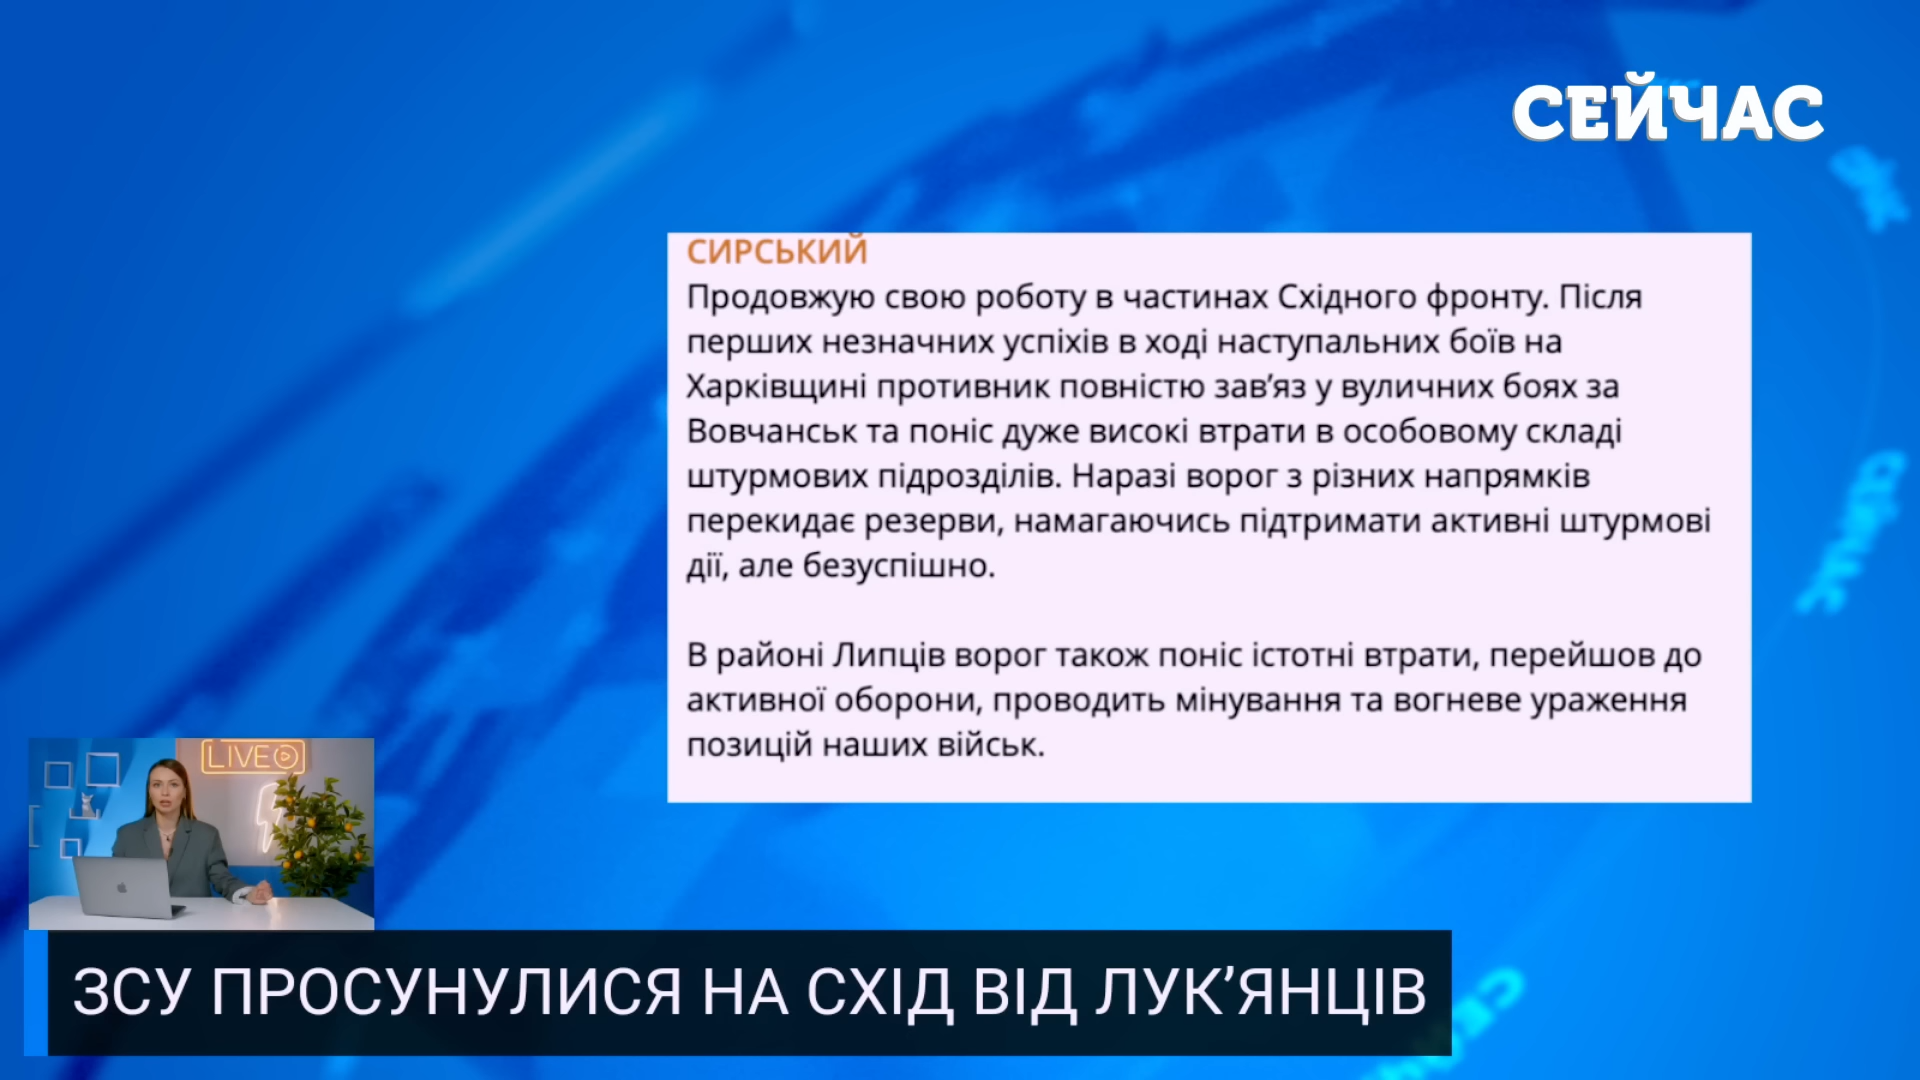 СЕЙЧАС
СИРСЬКИЙ
Продовжую свою роботу в частинах Східного фронту. Після
перших незначних успіхів в ході наступальних боїв на
Харківщині противник повністю зав’яз у вуличних боях за
Вовчанськ та поніс дуже високі втрати в особовому складі
штурмових підрозділів. Наразі ворог з різних напрямків
перекидає резерви, намагаючись підтримати активні штурмові
дії, але безуспішно.
В районі Липців ворог також поніс істотні втрати, перейшов до
активної оборони, проводить мінування та вогневе ураження
позицій наших військ.
LIVE
ЗСУ ПРОСУНУЛИСЯ НА СХІД ВІД ЛУК’ЯНЦІВ